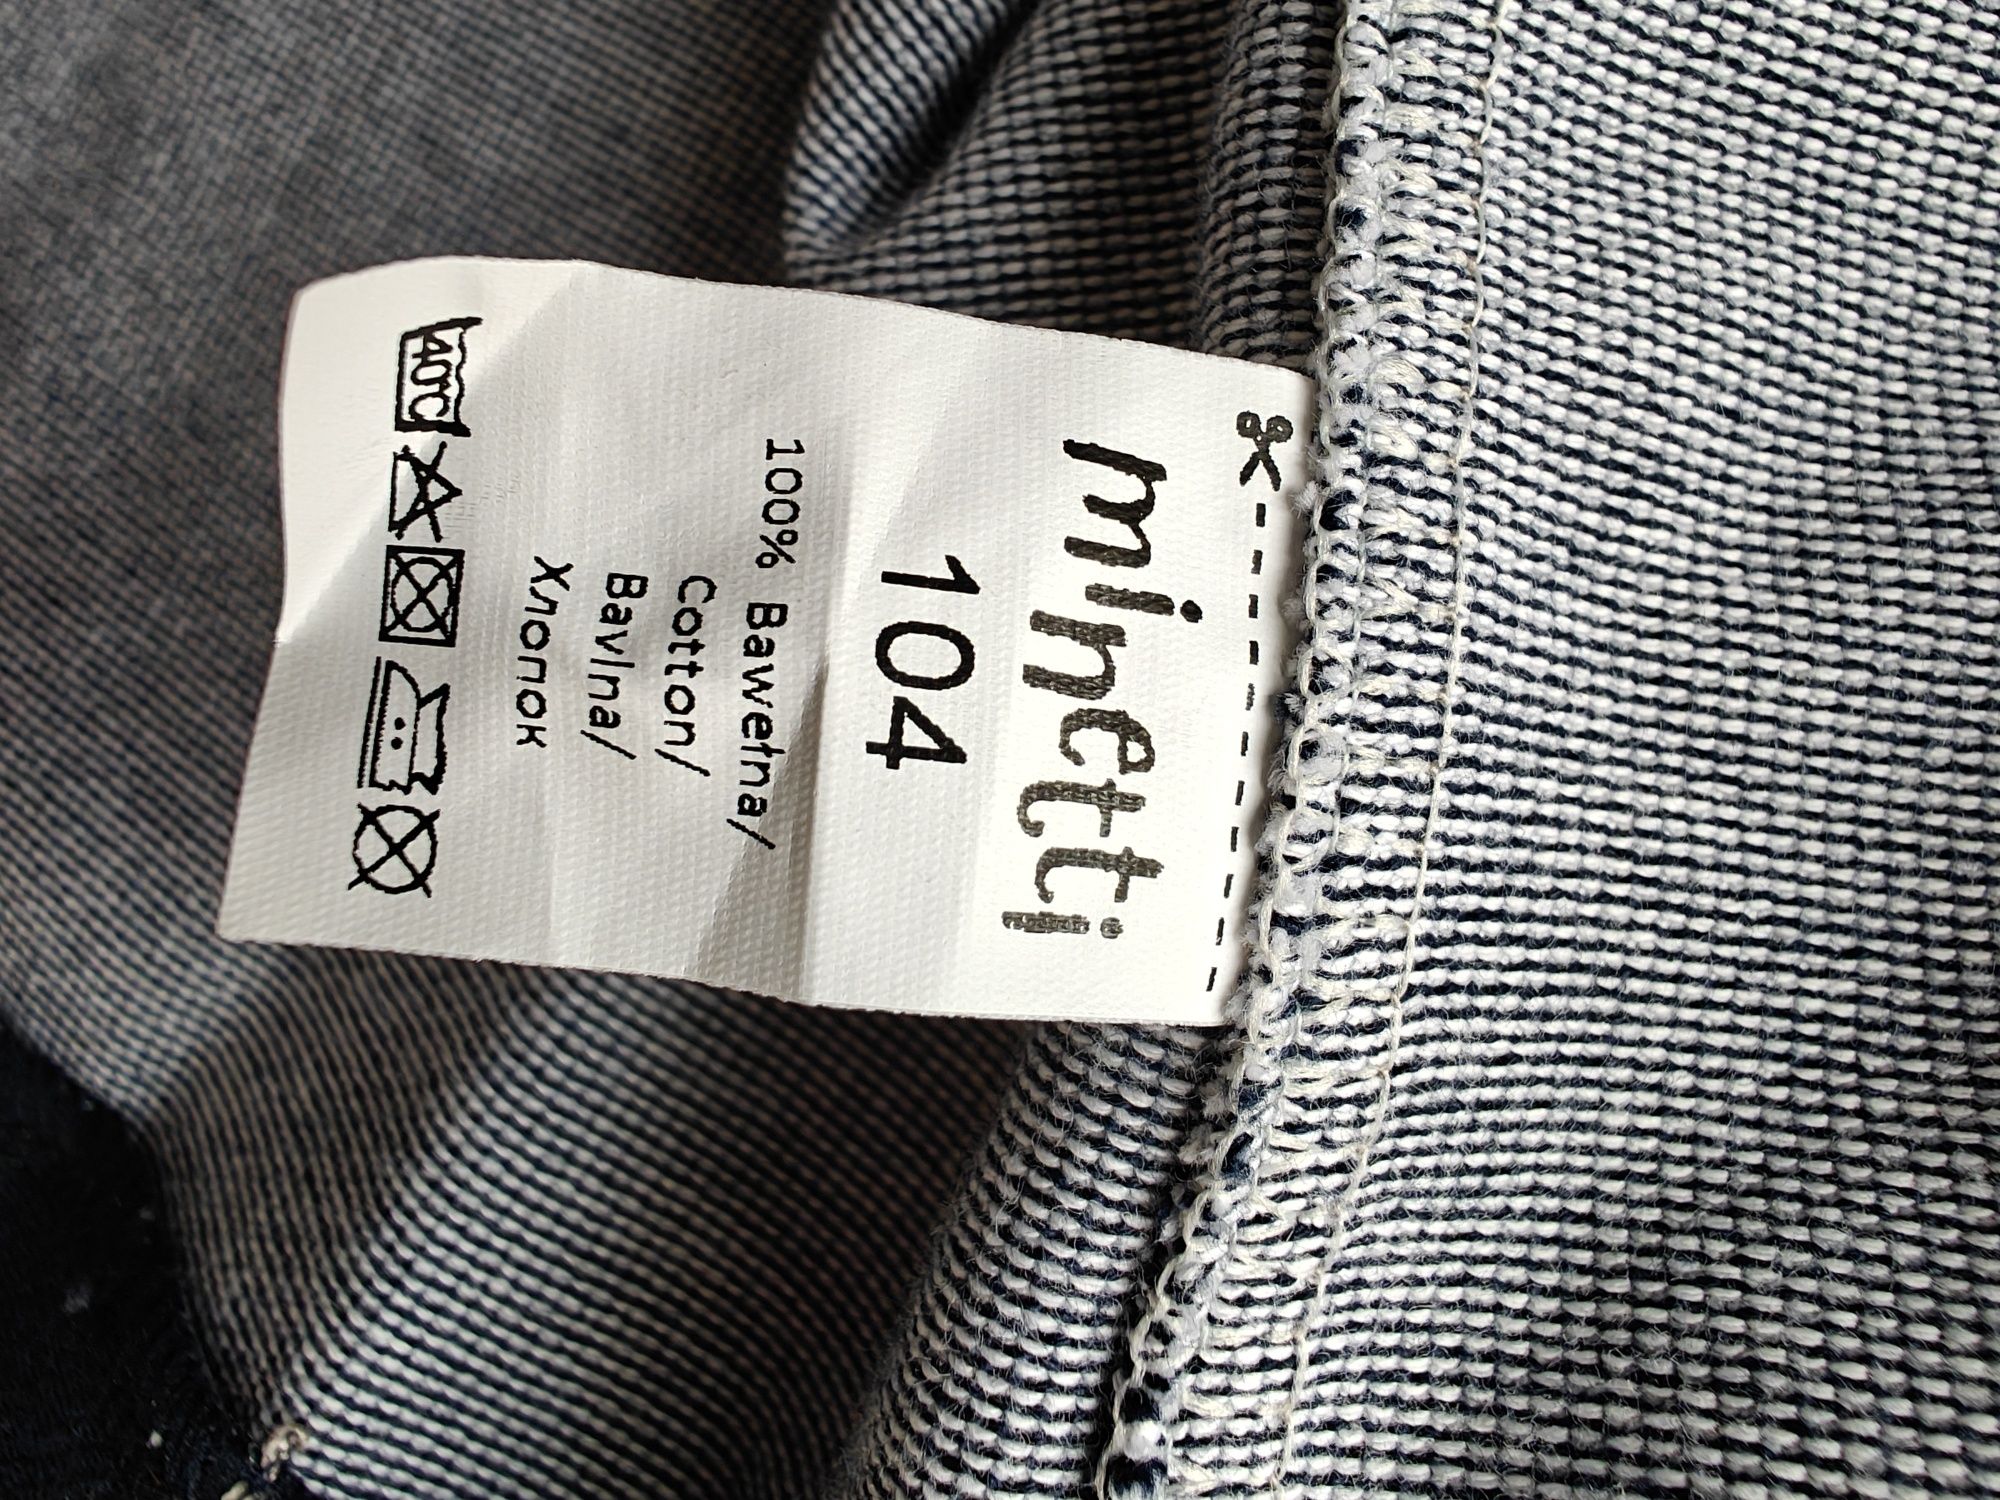 minetti
104
100% Bawełna/
Cotton/
Bavlna/
Хлопок
40°C